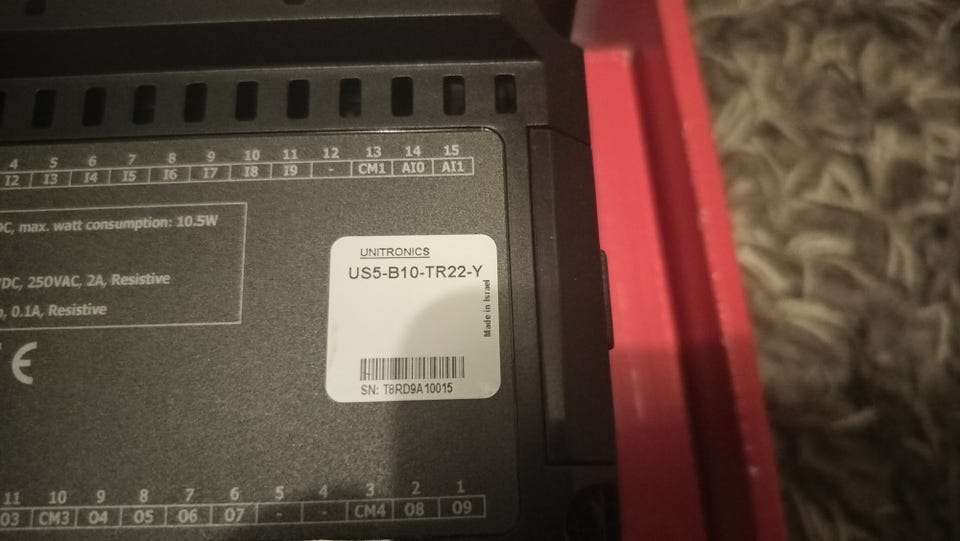 4 5 6 7 8 9 10 11 12 13 14 15
I2 I3 I4 I5 I6 I7 I8 I9 - CM1 AI0 AI1
DC, max. watt consumption: 10.5W
VDC, 250VAC, 2A, Resistive
, 0.1A, Resistive
CE
UNITRONICS
US5-B10-TR22-Y
Made in Israel
SN: T8RD9A10015
11 10 9 8 7 6 5 4 3 2 1
O3 CM3 O4 O5 O6 O7 - - CM4 O8 O9